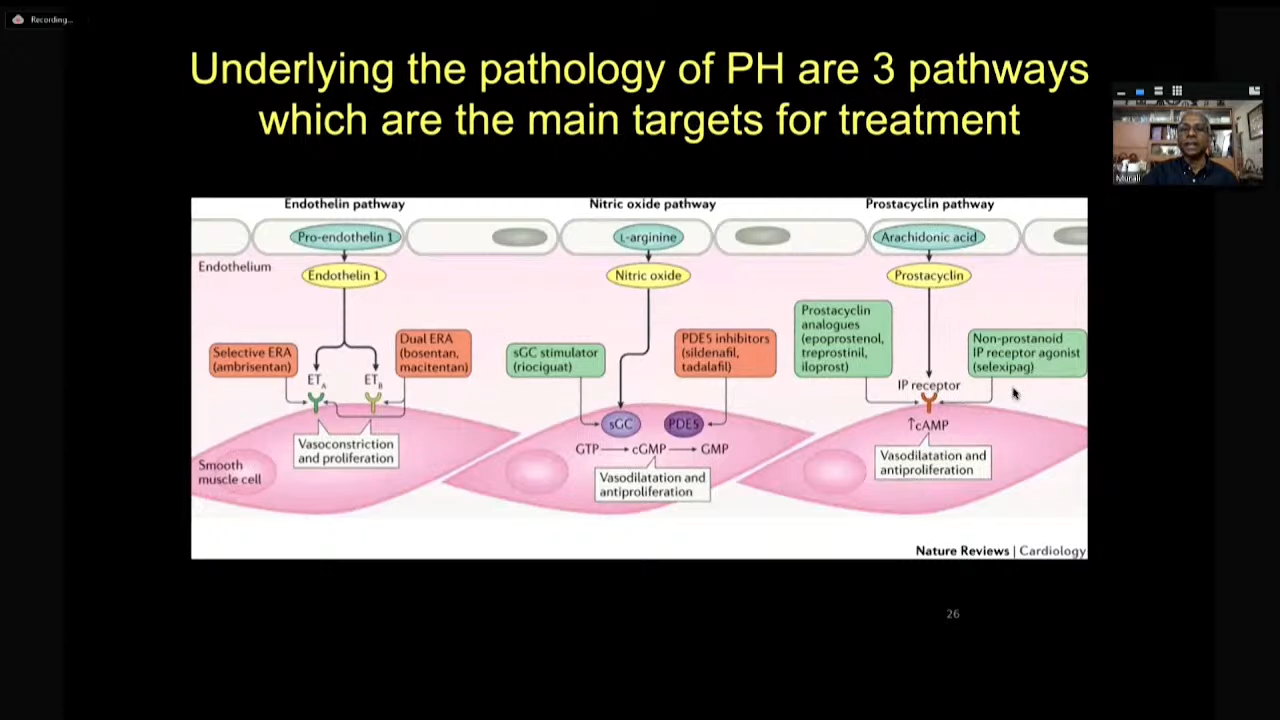 Recording...
Underlying the pathology of PH are 3 pathways
which are the main targets for treatment
Murali
Endothelin pathway
Nitric oxide pathway
Prostacyclin pathway
Pro-endothelin 1
L-arginine
Arachidonic acid
Endothelium
Endothelin 1
Nitric oxide
Prostacyclin
Selective ERA
(ambrisentan)
Dual ERA
(bosentan,
macitentan)
sGC stimulator
(riociguat)
PDE5 inhibitors
(sildenafil,
tadalafil)
Prostacyclin
analogues
(epoprostenol,
treprostinil,
iloprost)
Non-prostanoid
IP receptor agonist
(selexipag)
ETA
ETB
IP receptor
sGC
PDE5
↑cAMP
Vasoconstriction
and proliferation
GTP → cGMP → GMP
Vasodilatation and
antiproliferation
Vasodilatation and
antiproliferation
Smooth
muscle cell
Nature Reviews | Cardiology
26